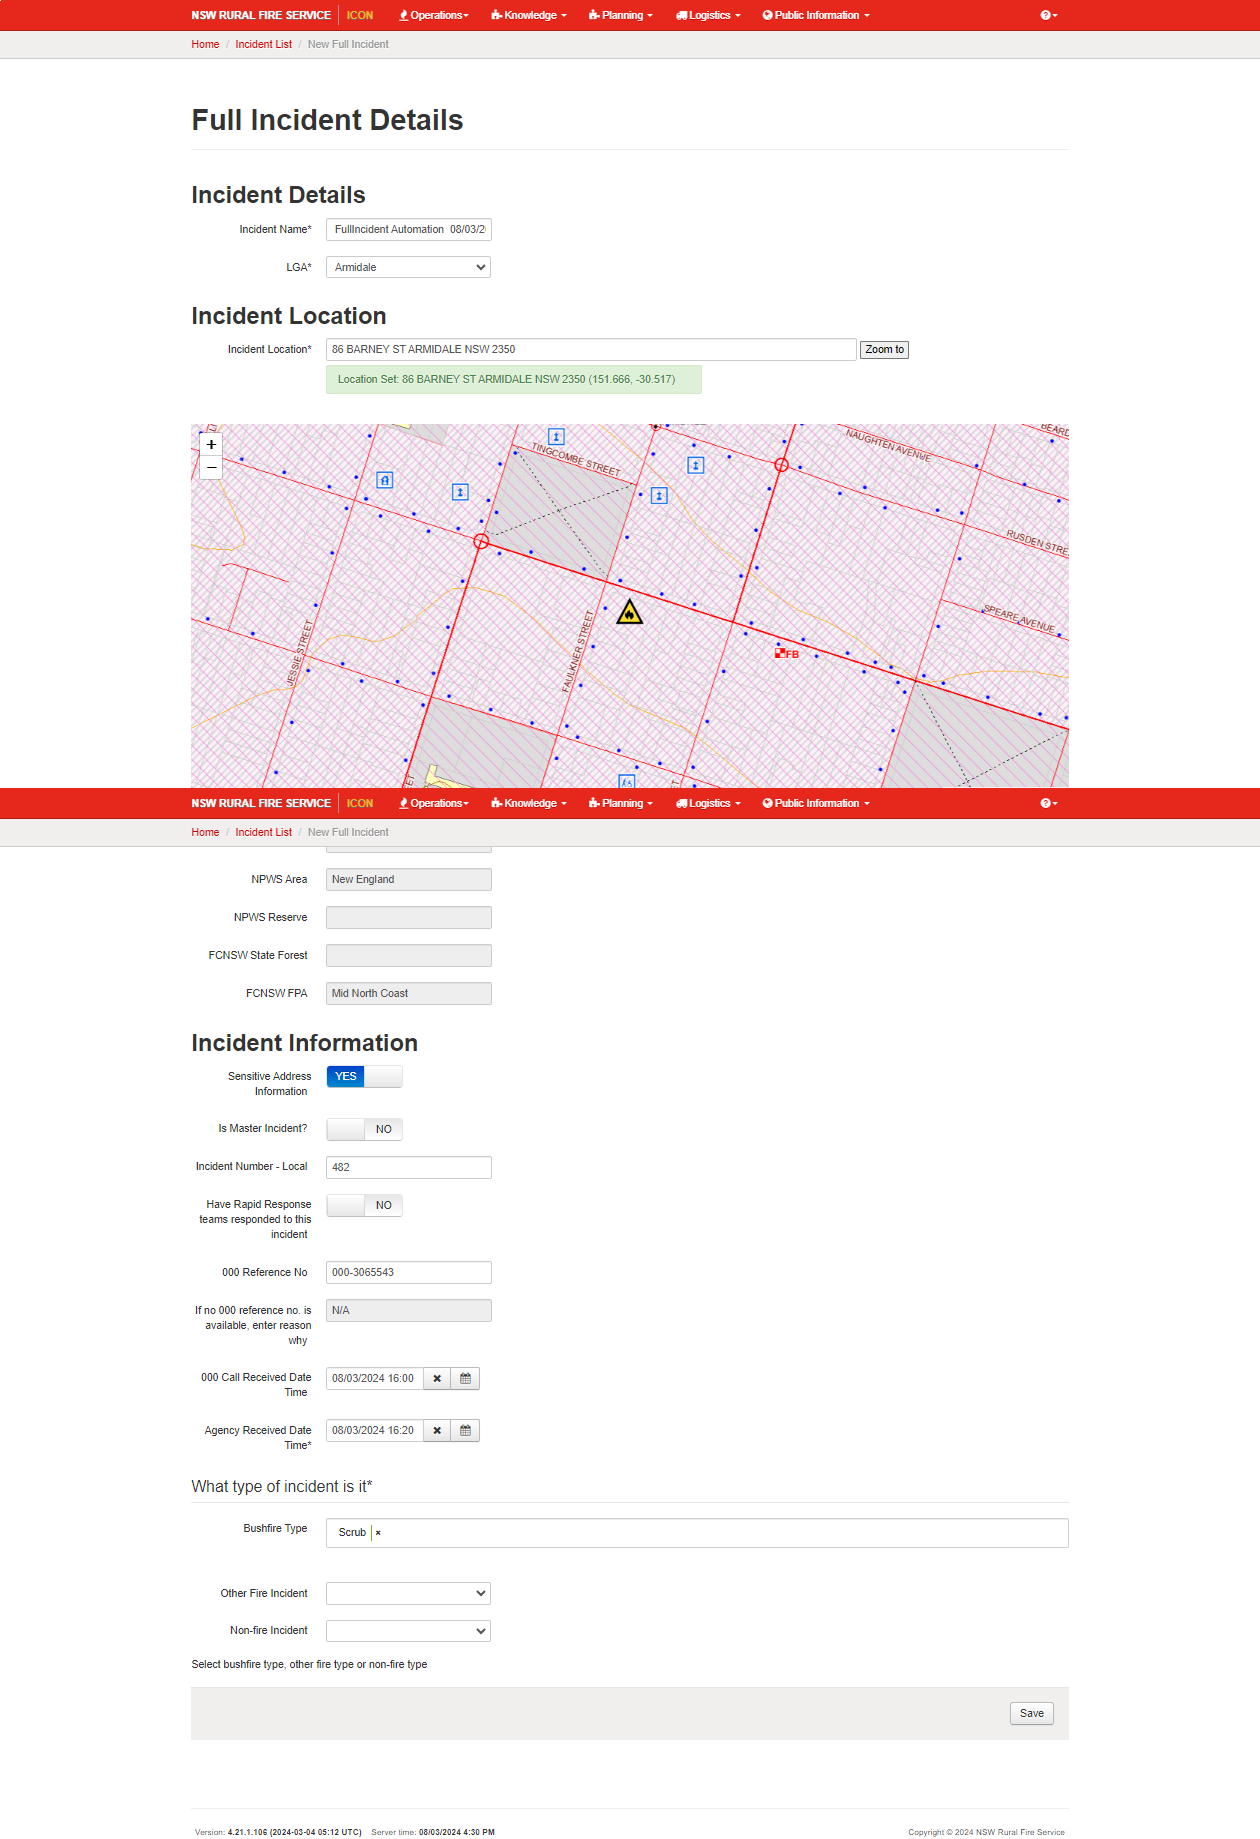 NSW RURAL FIRE SERVICE ICON Operations Knowledge Planning Logistics Public Information
Home / Incident List / New Full Incident
Full Incident Details
Incident Details
Incident Name* FullIncident Automation 08/03/2
LGA* Armidale
Incident Location
Incident Location* 86 BARNEY ST ARMIDALE NSW 2350 Zoom to
Location Set: 86 BARNEY ST ARMIDALE NSW 2350 (151.666, -30.517)
+
−
TINGCOMBE STREET
NAUGHTEN AVENUE
BEARD
RUSDEN STRE
SPEARE AVENUE
JESSIE STREET
FAULKNER STREET
FB
NSW RURAL FIRE SERVICE ICON Operations Knowledge Planning Logistics Public Information
Home / Incident List / New Full Incident
NPWS Area New England
NPWS Reserve
FCNSW State Forest
FCNSW FPA Mid North Coast
Incident Information
Sensitive Address YES
Information
Is Master Incident? NO
Incident Number - Local 482
Have Rapid Response NO
teams responded to this
incident
000 Reference No 000-3065543
If no 000 reference no. is N/A
available, enter reason
why
000 Call Received Date 08/03/2024 16:00
Time
Agency Received Date 08/03/2024 16:20
Time*
What type of incident is it*
Bushfire Type Scrub ×
Other Fire Incident
Non-fire Incident
Select bushfire type, other fire type or non-fire type
Save
Version: 4.21.1.106 (2024-03-04 05:12 UTC) Server time: 08/03/2024 4:30 PM Copyright © 2024 NSW Rural Fire Service